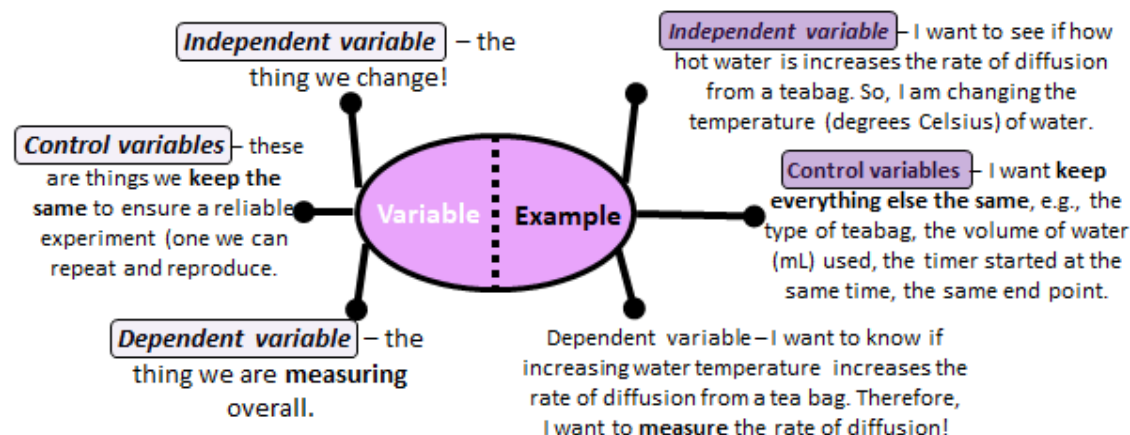 Independent variable – the
thing we change!
Control variables – these
are things we keep the
same to ensure a reliable
experiment (one we can
repeat and reproduce.
Dependent variable – the
thing we are measuring
overall.
Variable
Example
Independent variable – I want to see if how
hot water is increases the rate of diffusion
from a teabag. So, I am changing the
temperature (degrees Celsius) of water.
Control variables – I want keep
everything else the same, e.g., the
type of teabag, the volume of water
(mL) used, the timer started at the
same time, the same end point.
Dependent variable – I want to know if
increasing water temperature increases the
rate of diffusion from a tea bag. Therefore,
I want to measure the rate of diffusion!